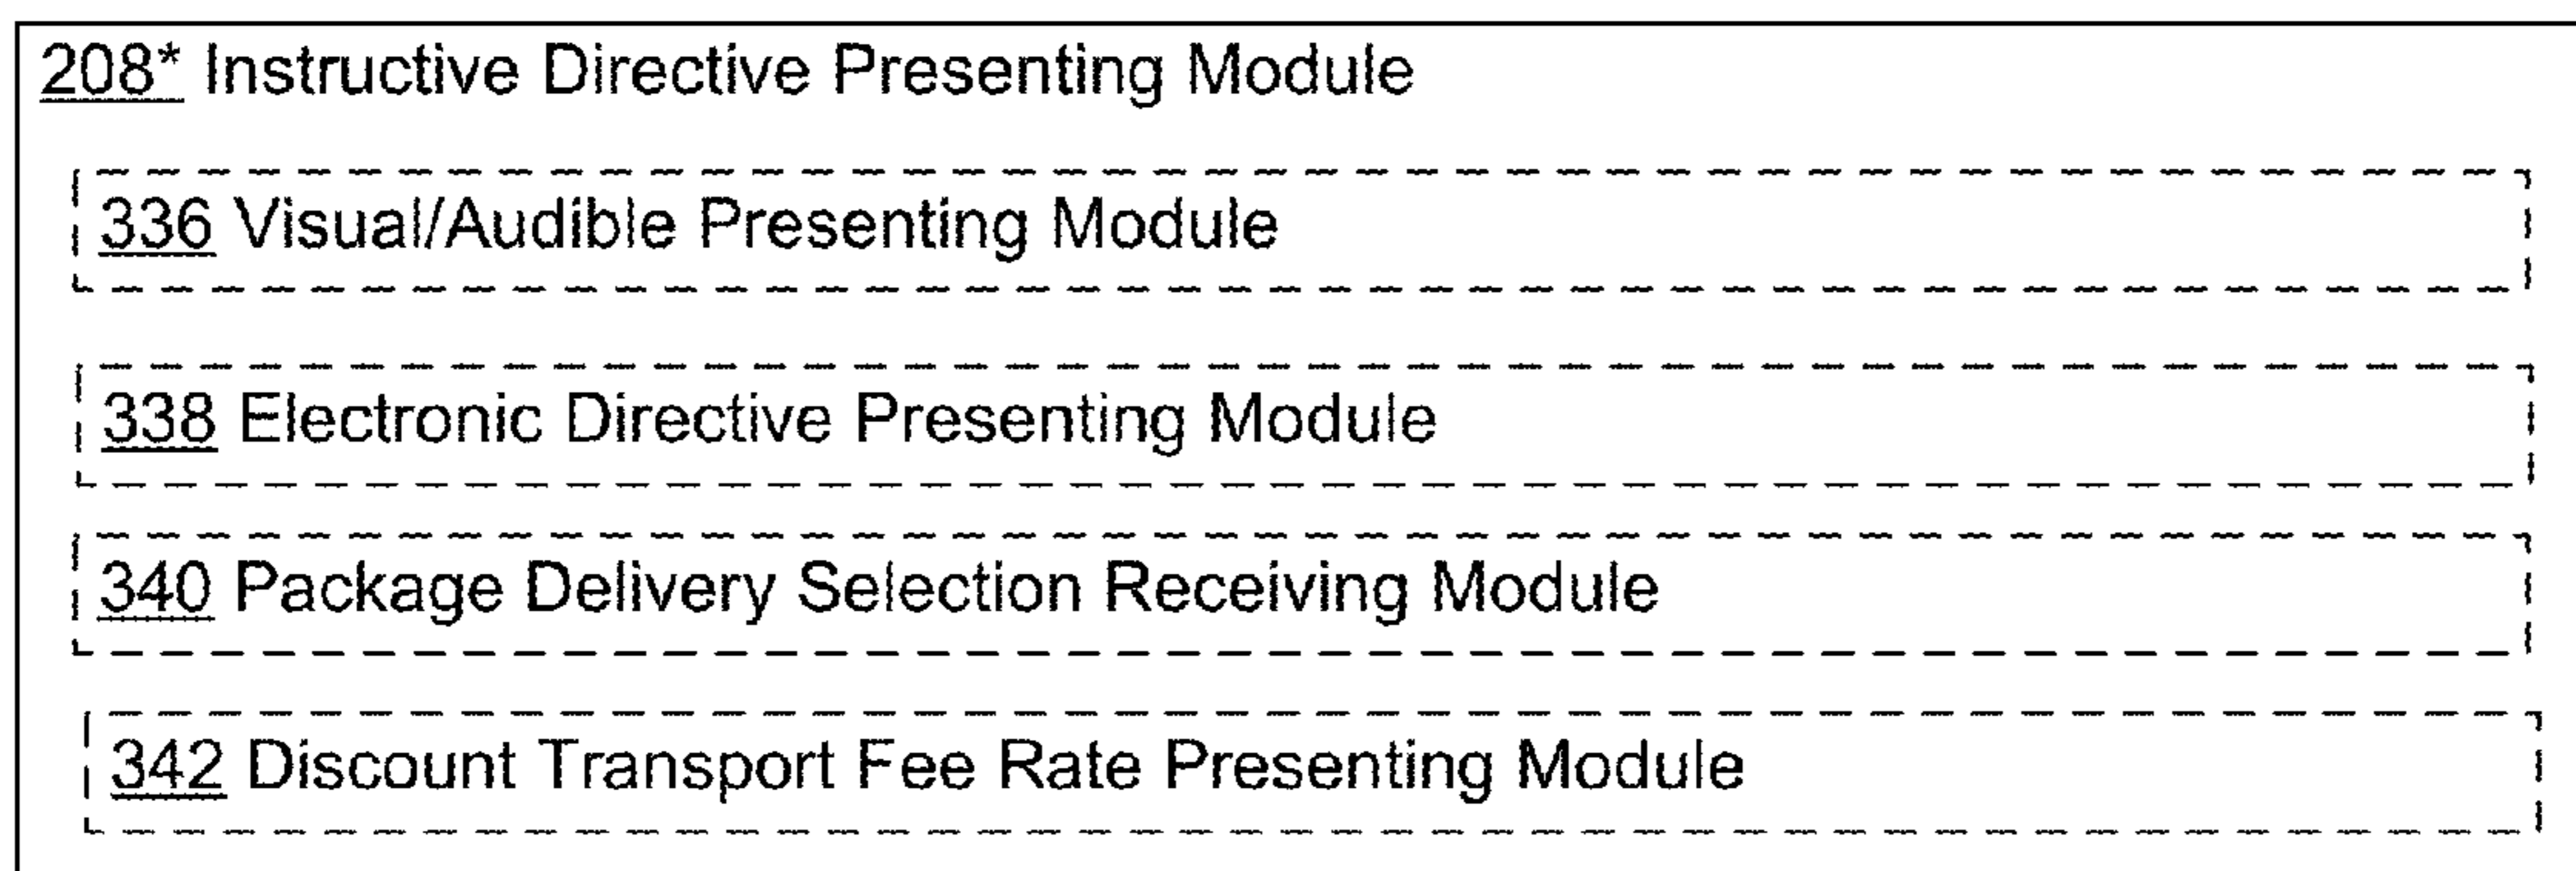 208* Instructive Directive Presenting Module
336 Visual/Audible Presenting Module
338 Electronic Directive Presenting Module
340 Package Delivery Selection Receiving Module
342 Discount Transport Fee Rate Presenting Module